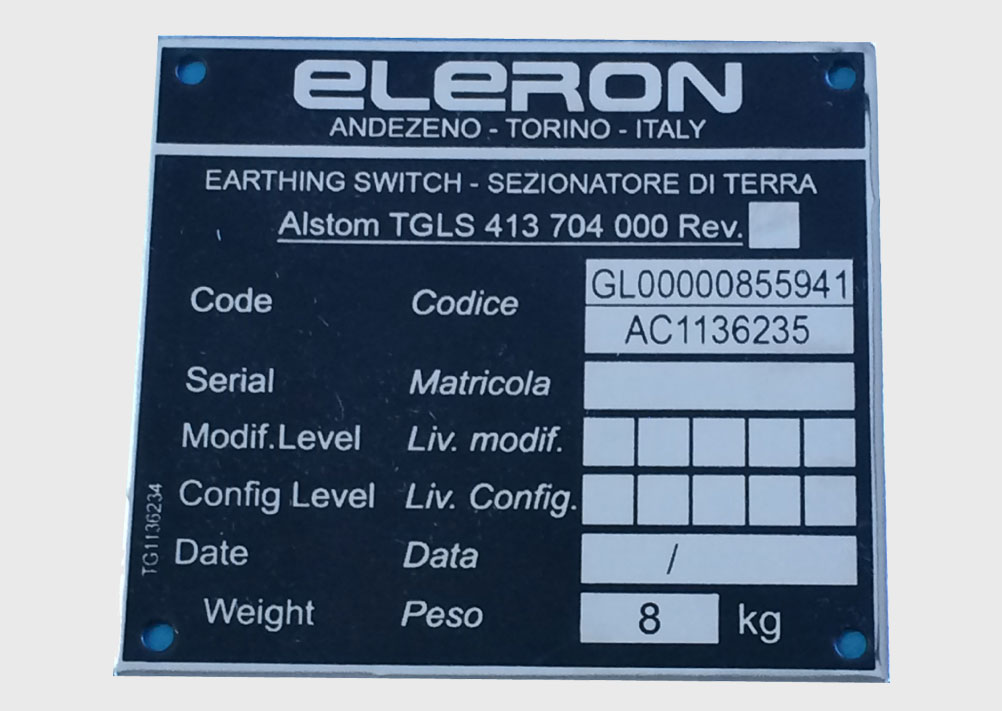 eLeRON
ANDEZENO - TORINO - ITALY
EARTHING SWITCH - SEZIONATORE DI TERRA
Alstom TGLS 413 704 000 Rev.
Code Codice GL00000855941
AC1136235
Serial Matricola
Modif.Level Liv. modif.
Config Level Liv. Config.
Date Data /
Weight Peso 8 kg
TG1136234